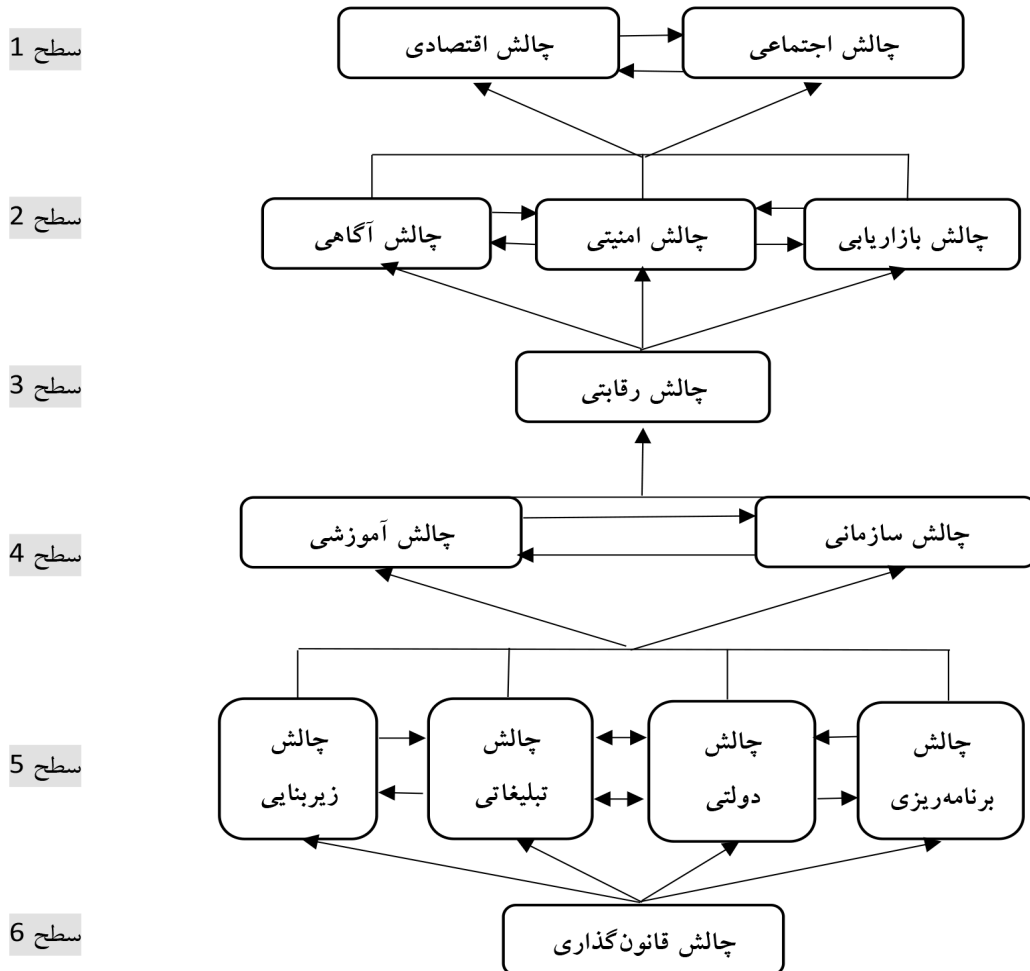 سطح 1
چالش اجتماعی
چالش اقتصادی
سطح 2
چالش بازاریابی
چالش امنیتی
چالش آگاهی
سطح 3
چالش رقابتی
سطح 4
چالش سازمانی
چالش آموزشی
سطح 5
چالش
برنامه‌ریزی
چالش
دولتی
چالش
تبلیغاتی
چالش
زیربنایی
سطح 6
چالش قانون‌گذاری